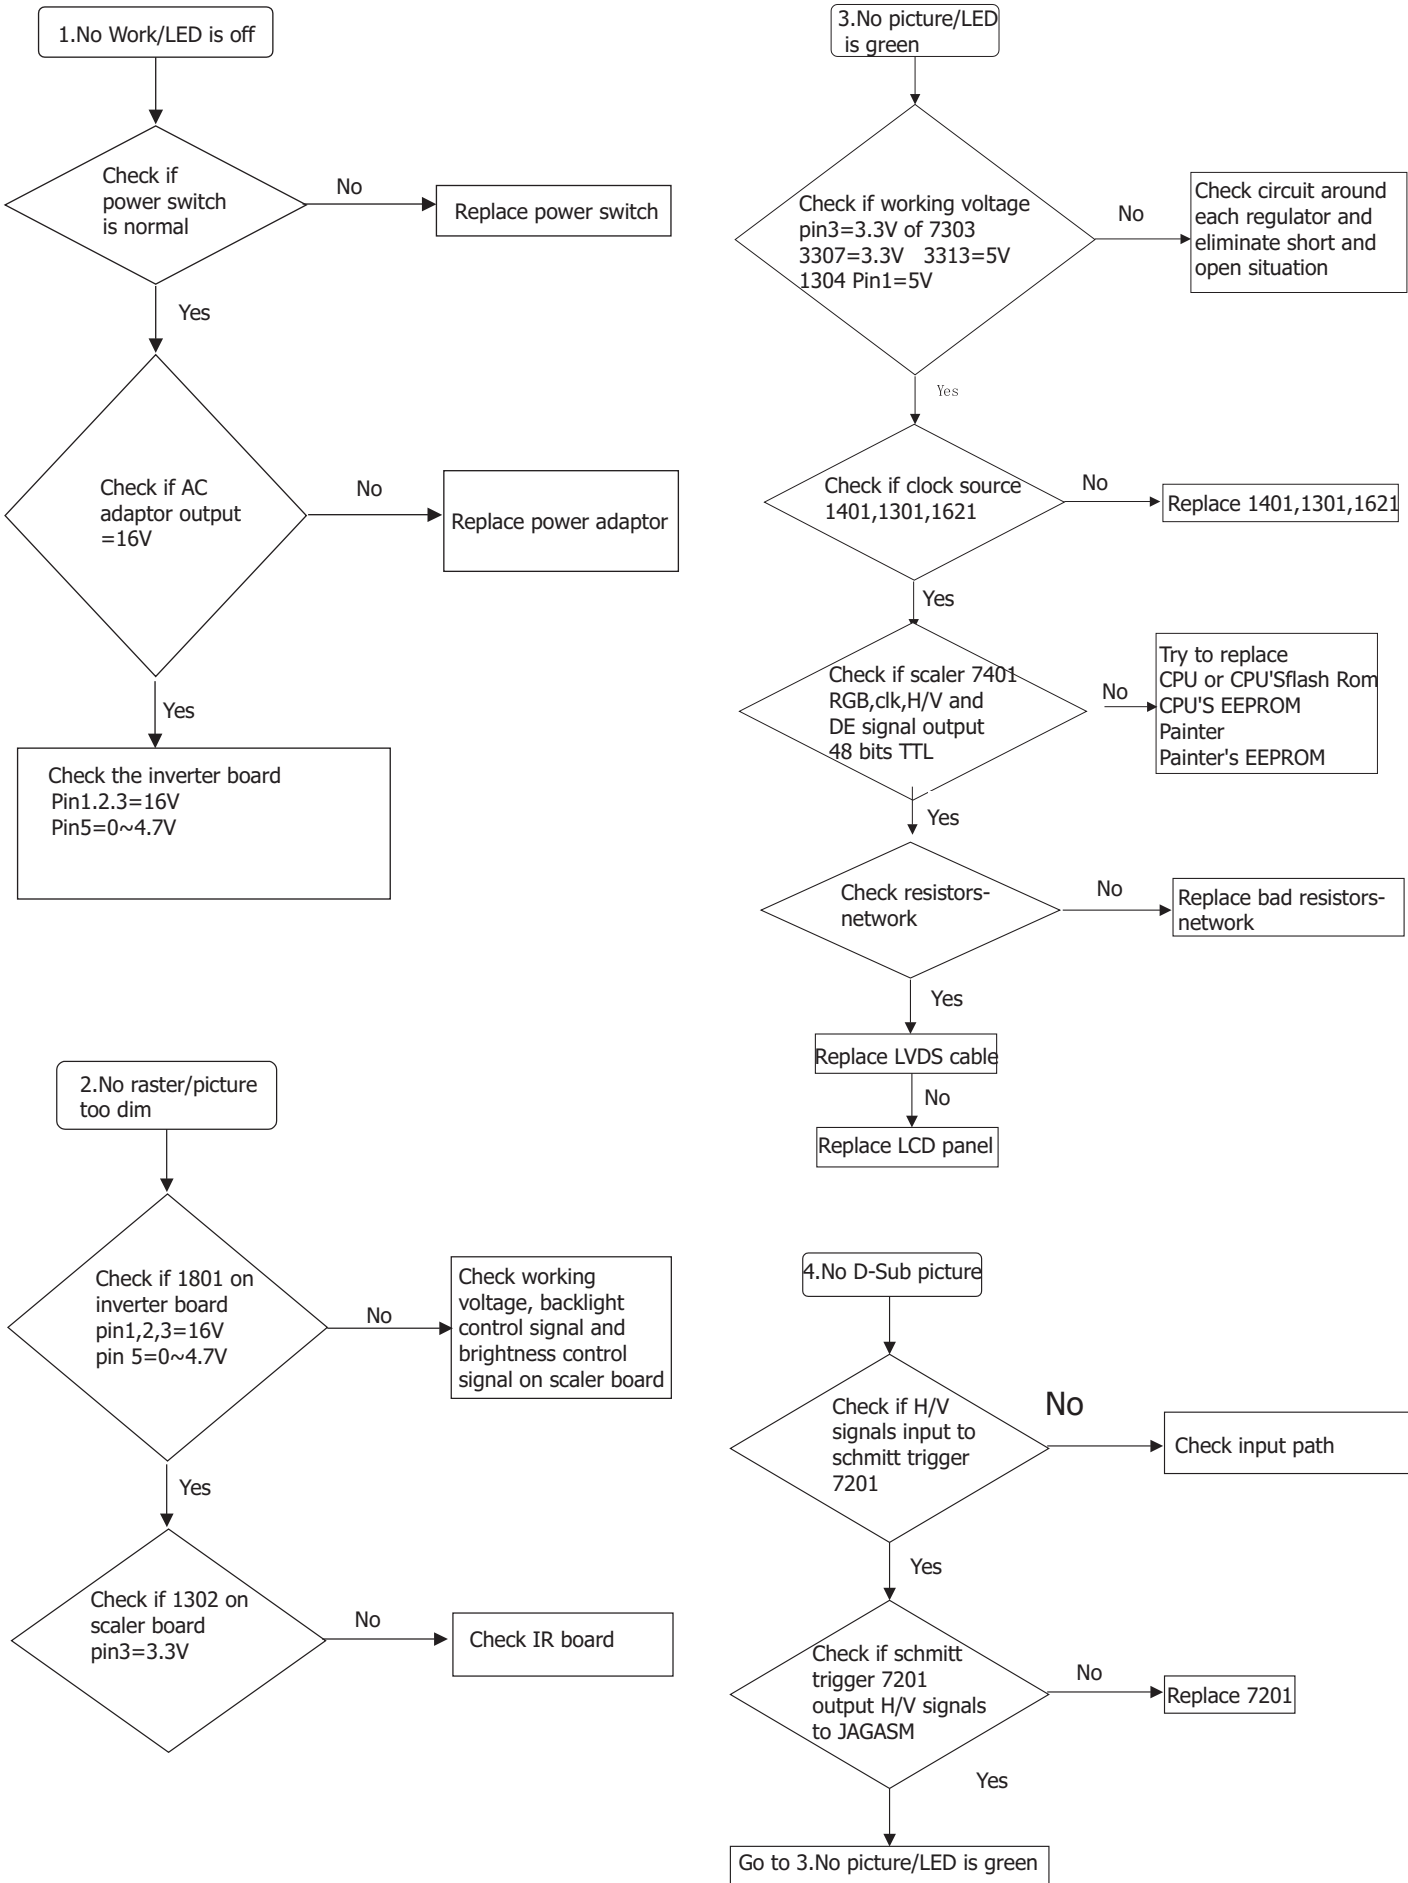 1.No Work/LED is off
Check if
power switch
is normal
No
Replace power switch
Yes
Check if AC
adaptor output
=16V
No
Replace power adaptor
Yes
Check the inverter board
Pin1.2.3=16V
Pin5=0~4.7V
2.No raster/picture
too dim
Check if 1801 on
inverter board
pin1,2,3=16V
pin 5=0~4.7V
No
Check working
voltage, backlight
control signal and
brightness control
signal on scaler board
Yes
Check if 1302 on
scaler board
pin3=3.3V
No
Check IR board
3.No picture/LED
is green
Check if working voltage
pin3=3.3V of 7303
3307=3.3V 3313=5V
1304 Pin1=5V
No
Check circuit around
each regulator and
eliminate short and
open situation
Yes
Check if clock source
1401,1301,1621
No
Replace 1401,1301,1621
Yes
Check if scaler 7401
RGB,clk,H/V and
DE signal output
48 bits TTL
No
Try to replace
CPU or CPU'Sflash Rom
CPU'S EEPROM
Painter
Painter's EEPROM
Yes
Check resistors-
network
No
Replace bad resistors-
network
Yes
Replace LVDS cable
No
Replace LCD panel
4.No D-Sub picture
Check if H/V
signals input to
schmitt trigger
7201
No
Check input path
Yes
Check if schmitt
trigger 7201
output H/V signals
to JAGASM
No
Replace 7201
Yes
Go to 3.No picture/LED is green